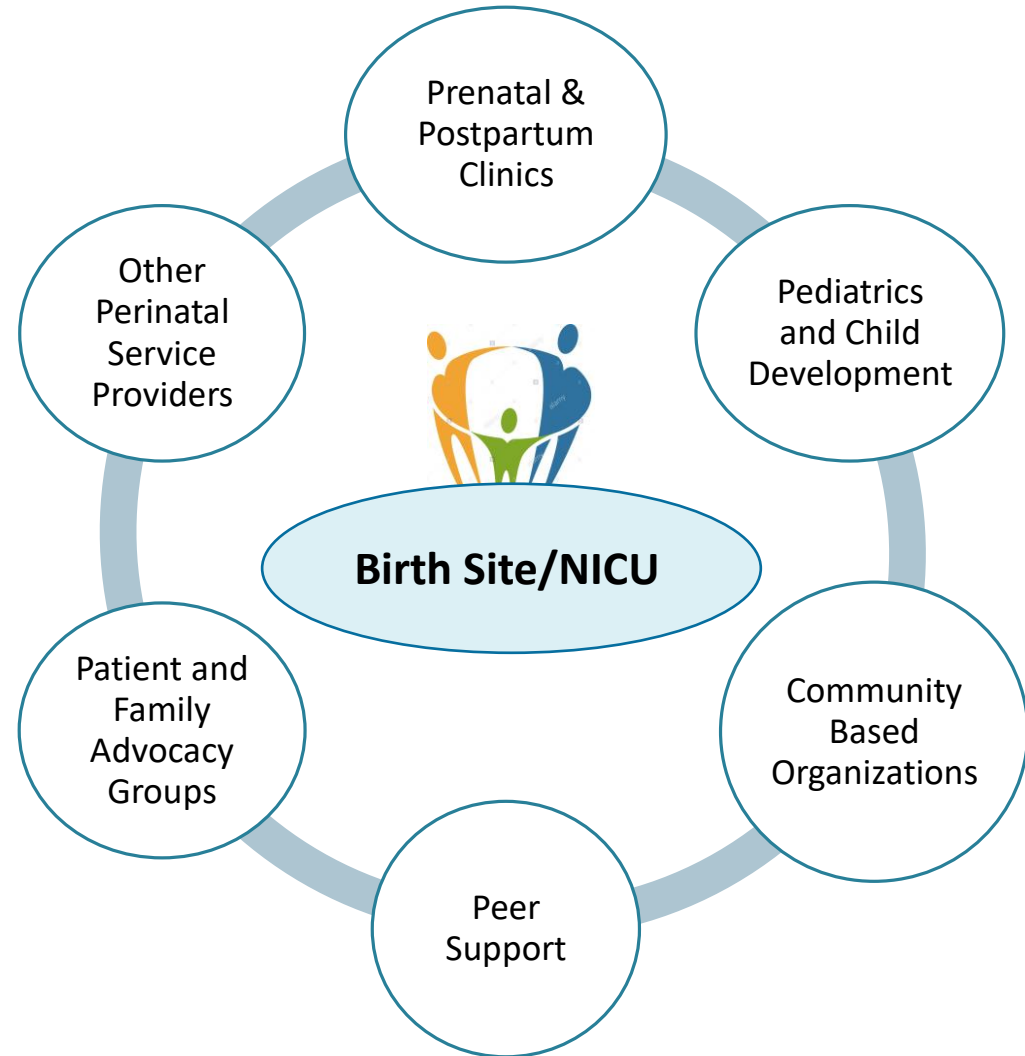 Prenatal &
Postpartum
Clinics
Other
Perinatal
Service
Providers
Pediatrics
and Child
Development
alamy
Birth Site/NICU
Patient and
Family
Advocacy
Groups
Community
Based
Organizations
Peer
Support